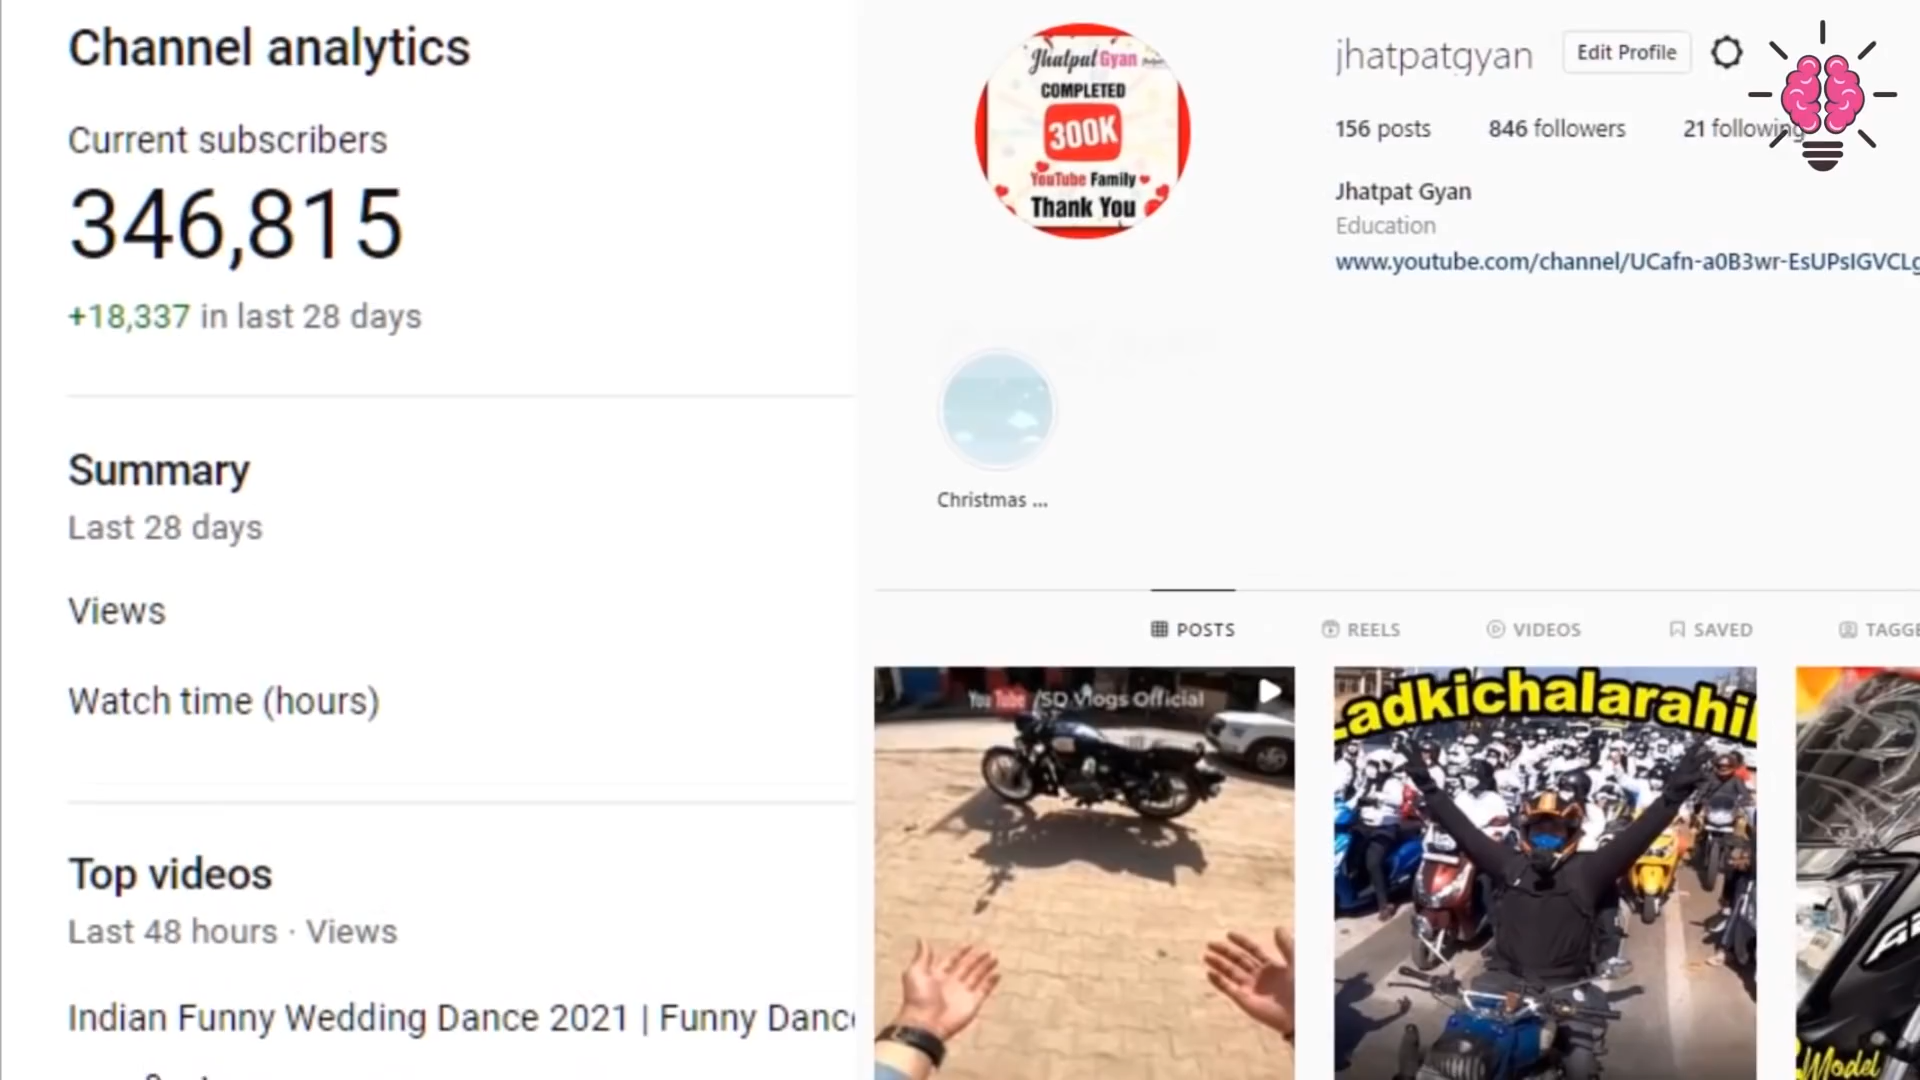 Channel analytics
Current subscribers
346,815
+18,337 in last 28 days
Summary
Last 28 days
Views
Watch time (hours)
Top videos
Last 48 hours · Views
Indian Funny Wedding Dance 2021 | Funny Danc
Jhatpat Gyan
COMPLETED
300K
YouTube Family
Thank You
jhatpatgyan
Edit Profile
156 posts 846 followers 21 following
Jhatpat Gyan
Education
www.youtube.com/channel/UCafn-a0B3wr-EsUPsIGVCLg
Christmas ...
POSTS REELS VIDEOS SAVED TAGGE
YouTube /SD Vlogs Official
adkichalarahi
Model